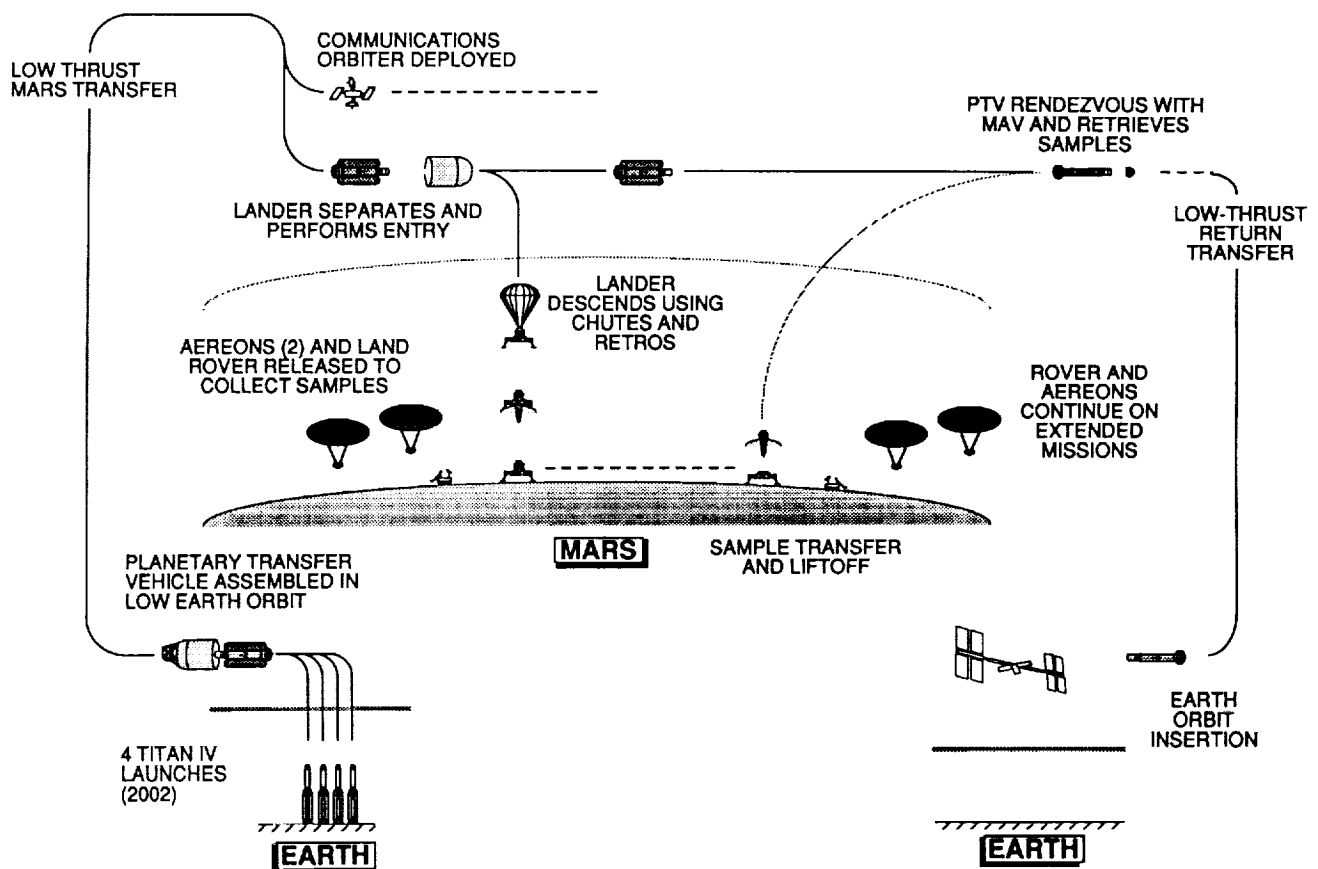 LOW THRUST
MARS TRANSFER
COMMUNICATIONS
ORBITER DEPLOYED
PTV RENDEZVOUS WITH
MAV AND RETRIEVES
SAMPLES
LANDER SEPARATES AND
PERFORMS ENTRY
LOW-THRUST
RETURN
TRANSFER
LANDER
DESCENDS USING
CHUTES AND
RETROS
AEREONS (2) AND LAND
ROVER RELEASED TO
COLLECT SAMPLES
ROVER AND
AEREONS
CONTINUE ON
EXTENDED
MISSIONS
MARS
SAMPLE TRANSFER
AND LIFTOFF
PLANETARY TRANSFER
VEHICLE ASSEMBLED IN
LOW EARTH ORBIT
EARTH
ORBIT
INSERTION
4 TITAN IV
LAUNCHES
(2002)
EARTH
EARTH